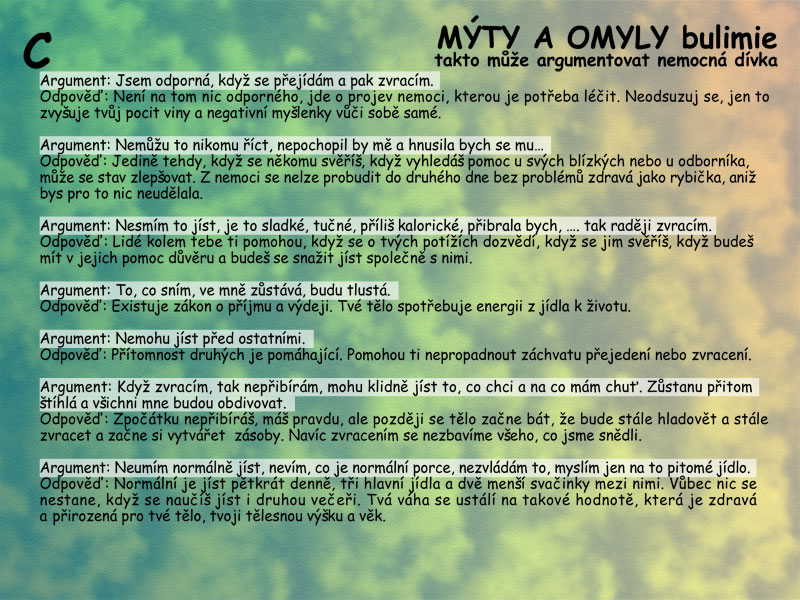 C
MÝTY A OMYLY bulimie
takto může argumentovat nemocná dívka
Argument: Jsem odporná, když se přejídám a pak zvracím.
Odpověď: Není na tom nic odporného, jde o projev nemoci, kterou je potřeba léčit. Neodsuzuj se, jen to
zvyšuje tvůj pocit viny a negativní myšlenky vůči sobě samé.
Argument: Nemůžu to nikomu říct, nepochopil by mě a hnusila bych se mu...
Odpověď: Jedině tehdy, když se někomu svěříš, když vyhledáš pomoc u svých blízkých nebo u odborníka,
může se stav zlepšovat. Z nemoci se nelze probudit do druhého dne bez problémů zdravá jako rybička, aniž
bys pro to nic neudělala.
Argument: Nesmím to jíst, je to sladké, tučné, příliš kalorické, přibrala bych, .... tak raději zvracím.
Odpověď: Lidé kolem tebe ti pomohou, když se o tvých potížích dozvědí, když se jim svěříš, když budeš
mít v jejich pomoc důvěru a budeš se snažit jíst společně s nimi.
Argument: To, co sním, ve mně zůstává, budu tlustá.
Odpověď: Existuje zákon o příjmu a výdeji. Tvé tělo spotřebuje energii z jídla k životu.
Argument: Nemohu jíst před ostatními.
Odpověď: Přítomnost druhých je pomáhající. Pomohou ti nepropadnout záchvatu přejedení nebo zvracení.
Argument: Když zvracím, tak nepřibírám, mohu klidně jíst to, co chci a na co mám chuť. Zůstanu přitom
štíhlá a všichni mne budou obdivovat.
Odpověď: Zpočátku nepřibíráš, máš pravdu, ale později se tělo začne bát, že bude stále hladovět a stále
zvracet a začne si vytvářet zásoby. Navíc zvracením se nezbavíme všeho, co jsme snědli.
Argument: Neumím normálně jíst, nevím, co je normální porce, nezvládám to, myslím jen na to pitomé jídlo.
Odpověď: Normální je jíst pětkrát denně, tři hlavní jídla a dvě menší svačinky mezi nimi. Vůbec nic se
nestane, když se naučíš jíst i druhou večeři. Tvá váha se ustálí na takové hodnotě, která je zdravá
a přirozená pro tvé tělo, tvoji tělesnou výšku a věk.